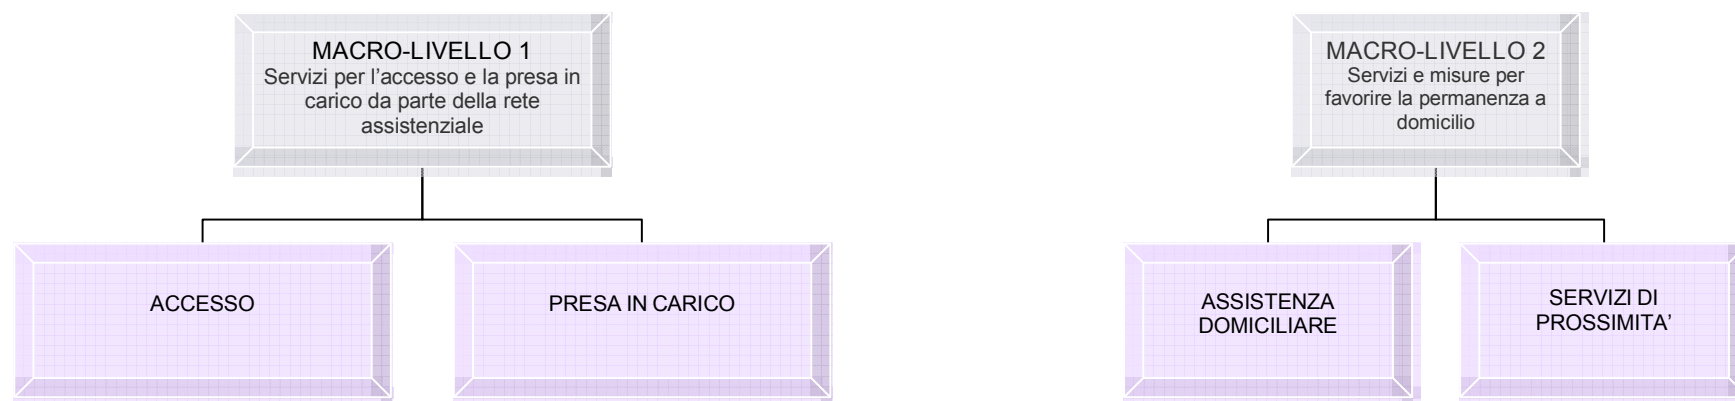 MACRO-LIVELLO 1
Servizi per l’accesso e la presa in
carico da parte della rete
assistenziale
MACRO-LIVELLO 2
Servizi e misure per
favorire la permanenza a
domicilio
ACCESSO
PRESA IN CARICO
ASSISTENZA
DOMICILIARE
SERVIZI DI
PROSSIMITA’